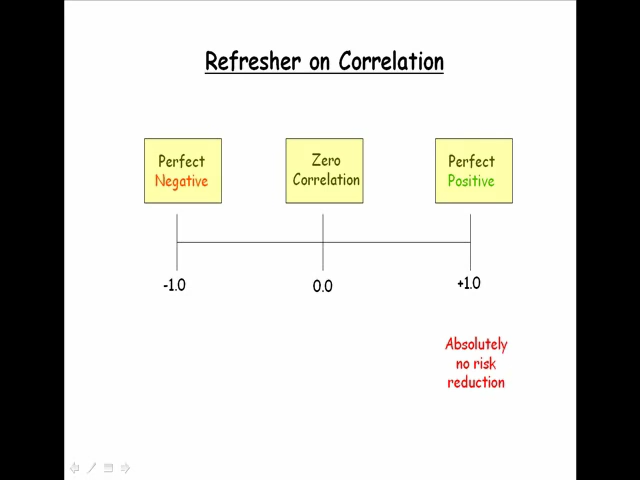 Refresher on Correlation
Perfect
Negative
Zero
Correlation
Perfect
Positive
-1.0
0.0
+1.0
Absolutely
no risk
reduction